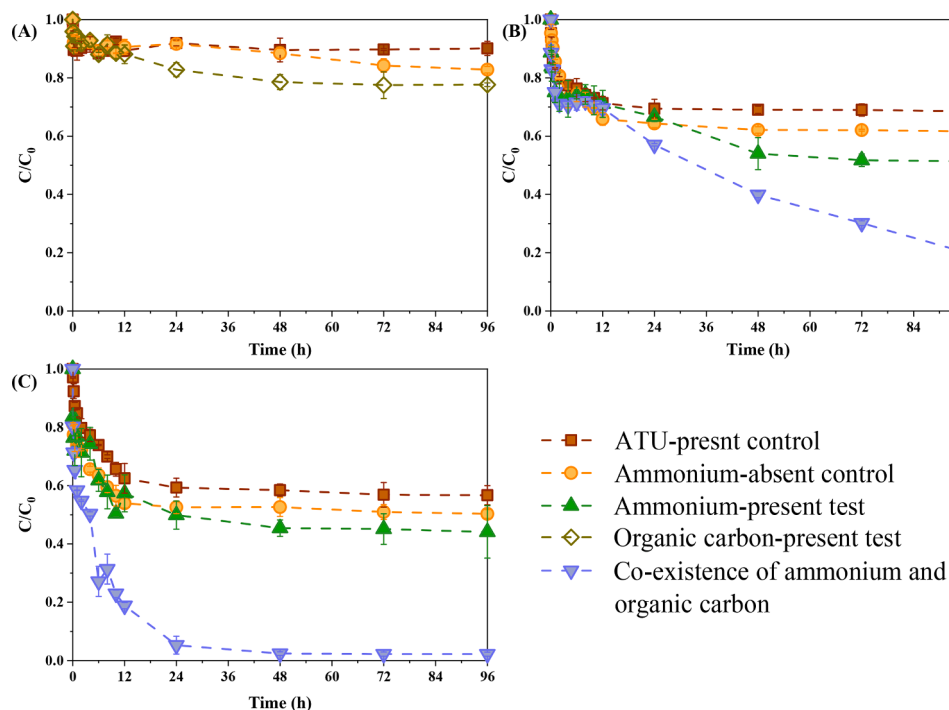 (A)
C/C0
1.0
0.8
0.6
0.4
0.2
0.0
0 12 24 36 48 60 72 84 96
Time (h)
(B)
C/C0
1.0
0.8
0.6
0.4
0.2
0.0
0 12 24 36 48 60 72 84
Time (h)
(C)
C/C0
1.0
0.8
0.6
0.4
0.2
0.0
0 12 24 36 48 60 72 84 96
Time (h)
ATU-presnt control
Ammonium-absent control
Ammonium-present test
Organic carbon-present test
Co-existence of ammonium and
organic carbon